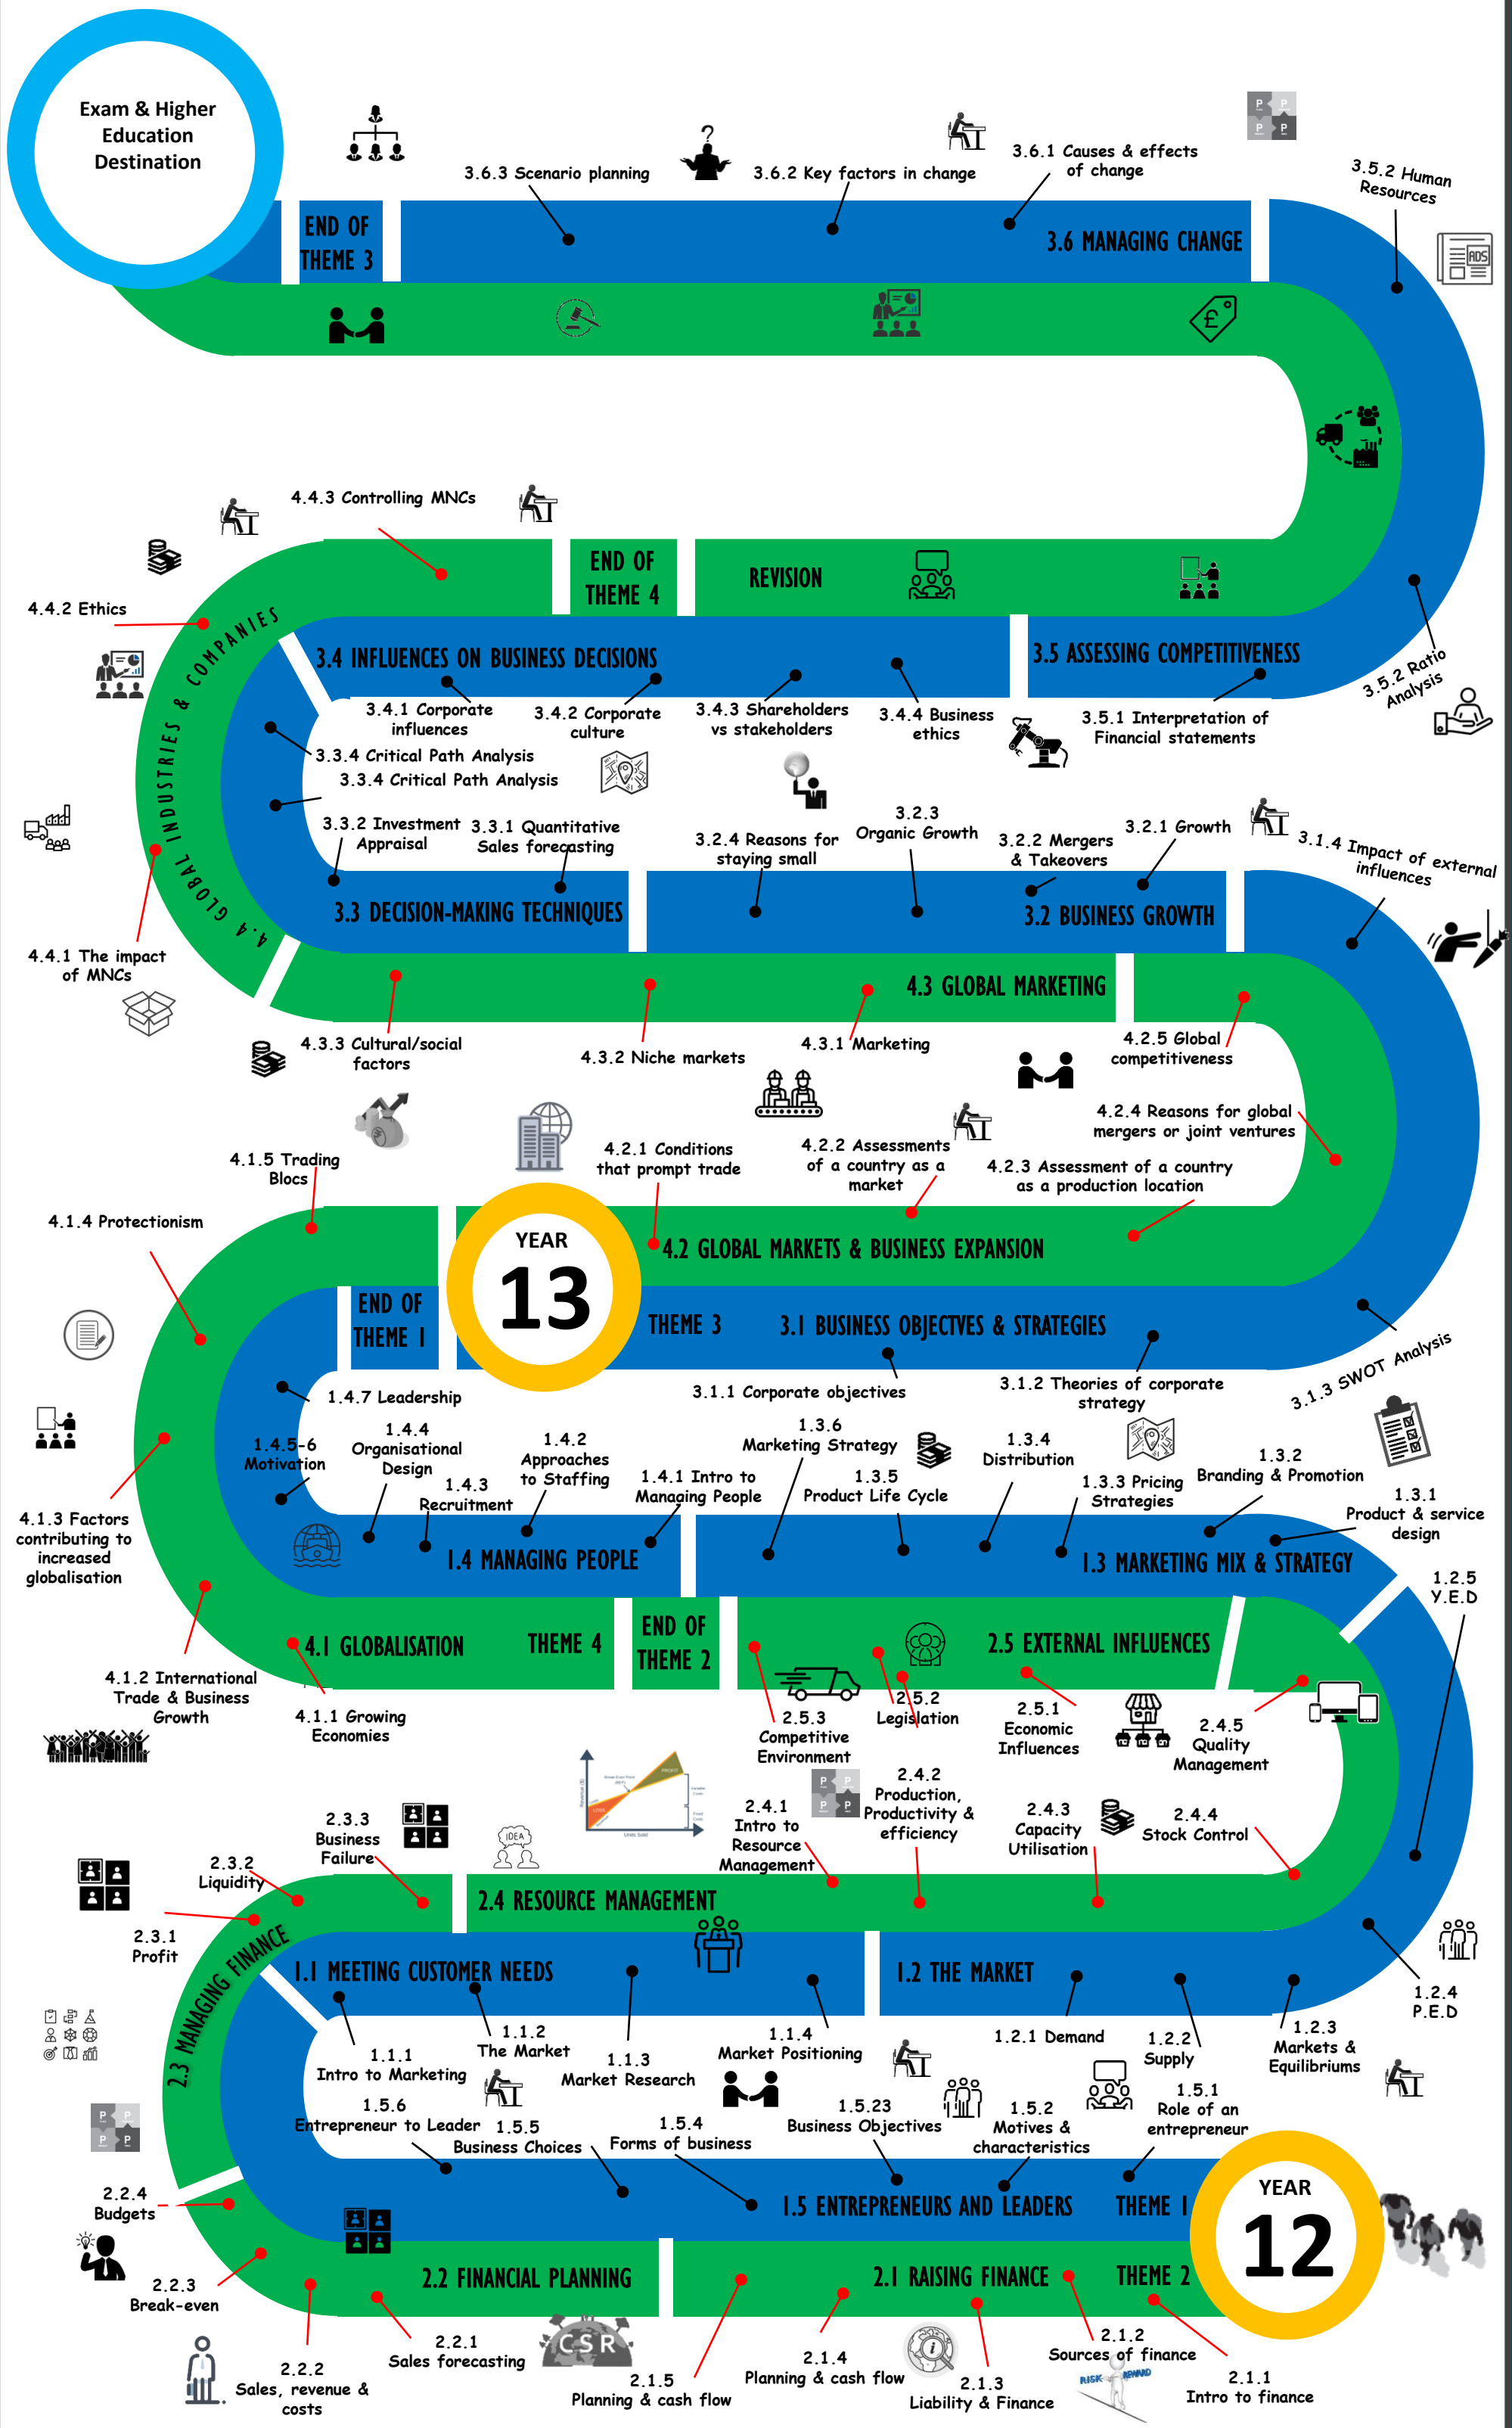 Exam & Higher
Education
Destination
3.6.3 Scenario planning
?
3.6.2 Key factors in change
3.6.1 Causes & effects
of change
P
P
P
P
3.5.2 Human
Resources
ADS
END OF
THEME 3
3.6 MANAGING CHANGE
£
4.4.3 Controlling MNCs
END OF
THEME 4
REVISION
4.4.2 Ethics
4.4 GLOBAL INDUSTRIES & COMPANIES
3.4 INFLUENCES ON BUSINESS DECISIONS
3.5 ASSESSING COMPETITIVENESS
3.5.2 Ratio
Analysis
3.4.1 Corporate
influences
3.4.2 Corporate
culture
3.4.3 Shareholders
vs stakeholders
3.4.4 Business
ethics
3.5.1 Interpretation of
Financial statements
3.3.4 Critical Path Analysis
3.3.4 Critical Path Analysis
3.3.2 Investment
Appraisal
3.3.1 Quantitative
Sales forecasting
3.2.4 Reasons for
staying small
3.2.3
Organic Growth
3.2.2 Mergers
& Takeovers
3.2.1 Growth
3.1.4 Impact of external
influences
3.3 DECISION-MAKING TECHNIQUES
3.2 BUSINESS GROWTH
4.4.1 The impact
of MNCs
4.3 GLOBAL MARKETING
4.3.3 Cultural/social
factors
4.3.2 Niche markets
4.3.1 Marketing
4.2.5 Global
competitiveness
4.2.4 Reasons for global
mergers or joint ventures
4.1.5 Trading
Blocs
4.2.1 Conditions
that prompt trade
4.2.2 Assessments
of a country as a
market
4.2.3 Assessment of a country
as a production location
4.1.4 Protectionism
YEAR
13
4.2 GLOBAL MARKETS & BUSINESS EXPANSION
END OF
THEME 1
THEME 3
3.1 BUSINESS OBJECTVES & STRATEGIES
3.1.3 SWOT Analysis
1.4.7 Leadership
3.1.1 Corporate objectives
3.1.2 Theories of corporate
strategy
1.4.5-6
Motivation
1.4.4
Organisational
Design
1.4.3
Recruitment
1.4.2
Approaches
to Staffing
1.4.1 Intro to
Managing People
1.3.6
Marketing Strategy
1.3.5
Product Life Cycle
1.3.4
Distribution
1.3.3 Pricing
Strategies
1.3.2
Branding & Promotion
1.3.1
Product & service
design
4.1.3 Factors
contributing to
increased
globalisation
1.4 MANAGING PEOPLE
1.3 MARKETING MIX & STRATEGY
1.2.5
Y.E.D
4.1 GLOBALISATION
THEME 4
END OF
THEME 2
2.5 EXTERNAL INFLUENCES
4.1.2 International
Trade & Business
Growth
4.1.1 Growing
Economies
2.5.3
Competitive
Environment
2.5.2
Legislation
2.5.1
Economic
Influences
2.4.5
Quality
Management
PROFIT
LOSS
Units Sold
P
P
P
P
2.3.3
Business
Failure
IDEA
2.4.1
Intro to
Resource
Management
2.4.2
Production,
Productivity &
efficiency
2.4.3
Capacity
Utilisation
2.4.4
Stock Control
2.3.2
Liquidity
2.3.1
Profit
2.4 RESOURCE MANAGEMENT
2.3 MANAGING FINANCE
1.1 MEETING CUSTOMER NEEDS
1.2 THE MARKET
1.2.4
P.E.D
1.1.1
Intro to Marketing
1.1.2
The Market
1.1.3
Market Research
1.1.4
Market Positioning
1.2.1 Demand
1.2.2
Supply
1.2.3
Markets &
Equilibriums
P
P
P
P
1.5.6
Entrepreneur to Leader
1.5.5
Business Choices
1.5.4
Forms of business
1.5.23
Business Objectives
1.5.2
Motives &
characteristics
1.5.1
Role of an
entrepreneur
2.2.4
Budgets
1.5 ENTREPRENEURS AND LEADERS
THEME 1
YEAR
12
2.2.3
Break-even
2.2 FINANCIAL PLANNING
2.1 RAISING FINANCE
THEME 2
2.2.2
Sales, revenue &
costs
2.2.1
Sales forecasting
CSR
2.1.5
Planning & cash flow
2.1.4
Planning & cash flow
i
2.1.3
Liability & Finance
2.1.2
Sources of finance
RISK
REWARD
2.1.1
Intro to finance